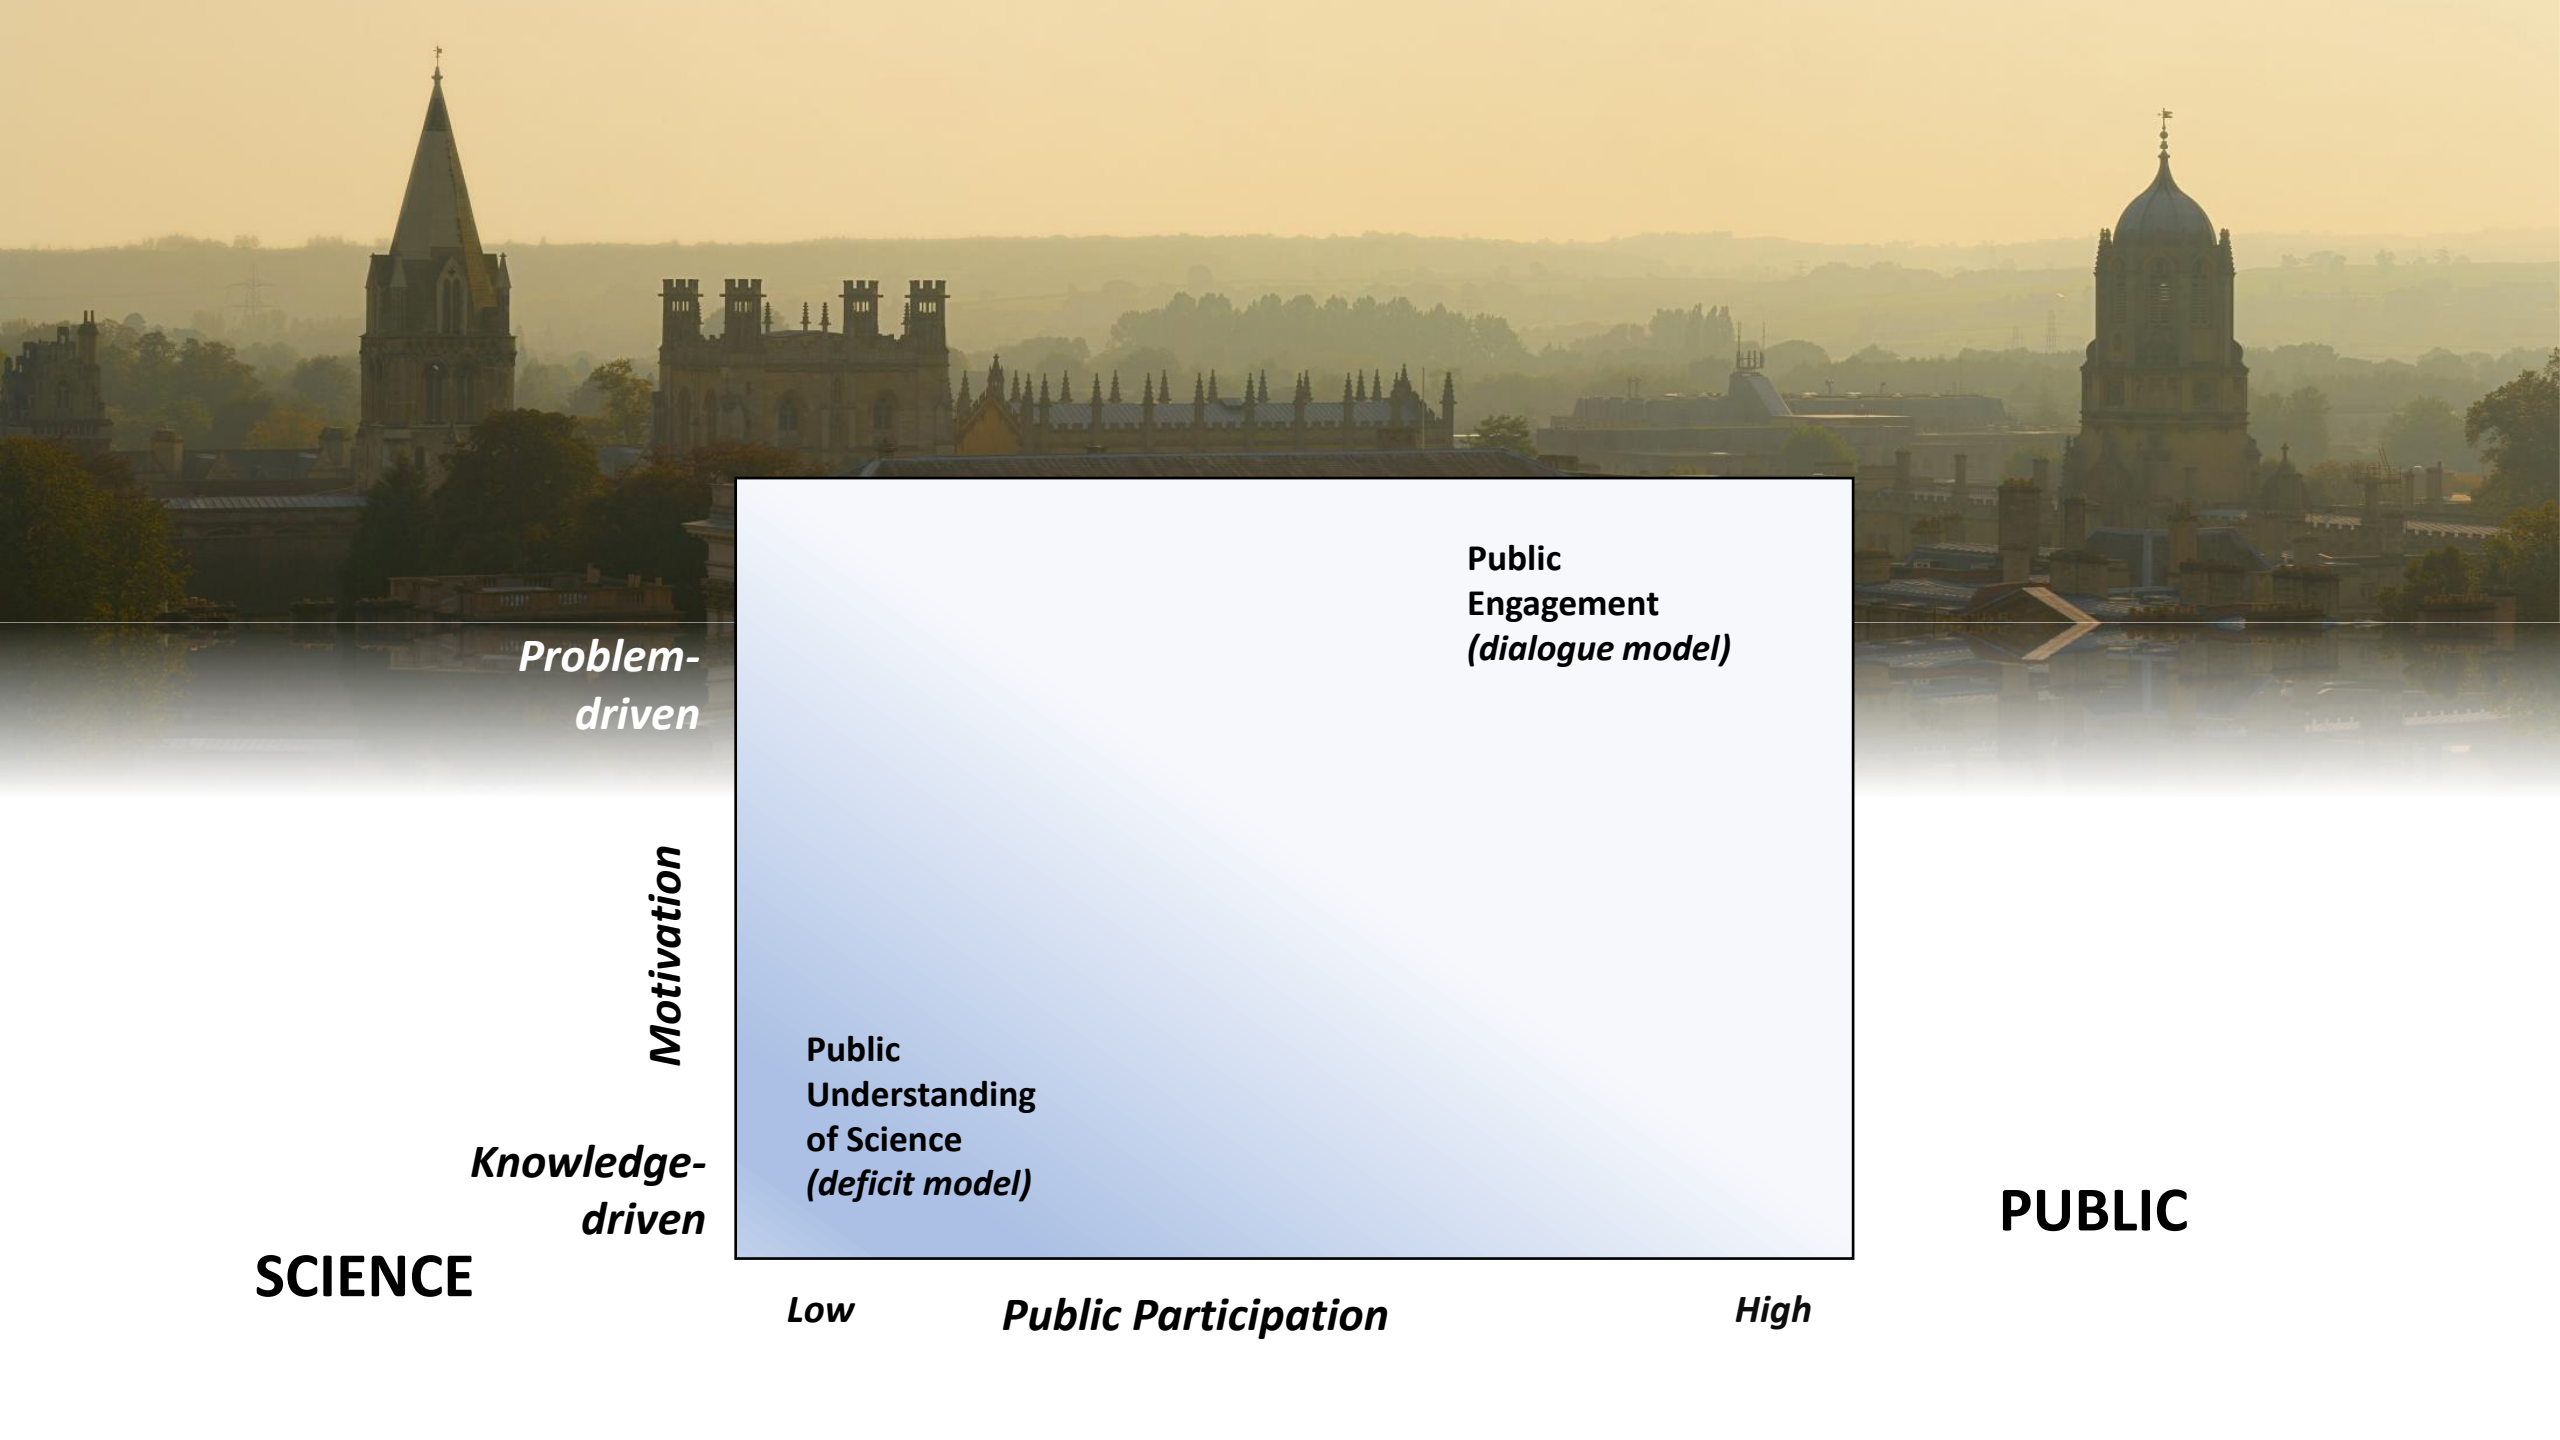 Public
Engagement
(dialogue model)
Problem-
driven
Motivation
Public
Understanding
of Science
(deficit model)
Knowledge-
driven
SCIENCE
PUBLIC
Low
Public Participation
High